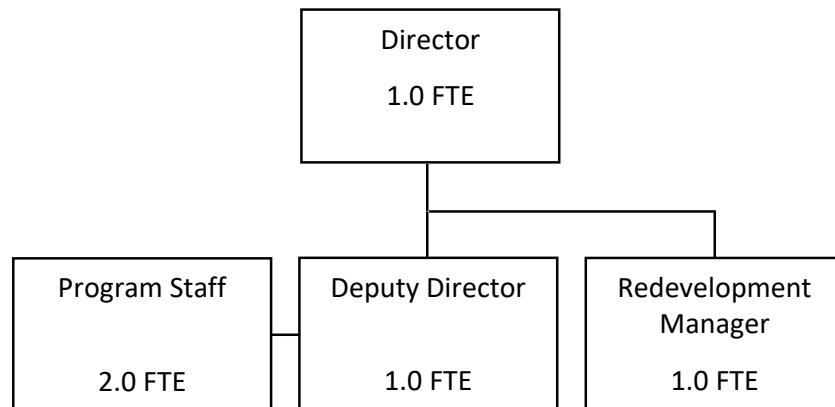 Director
1.0 FTE
Program Staff
2.0 FTE
Deputy Director
1.0 FTE
Redevelopment
Manager
1.0 FTE